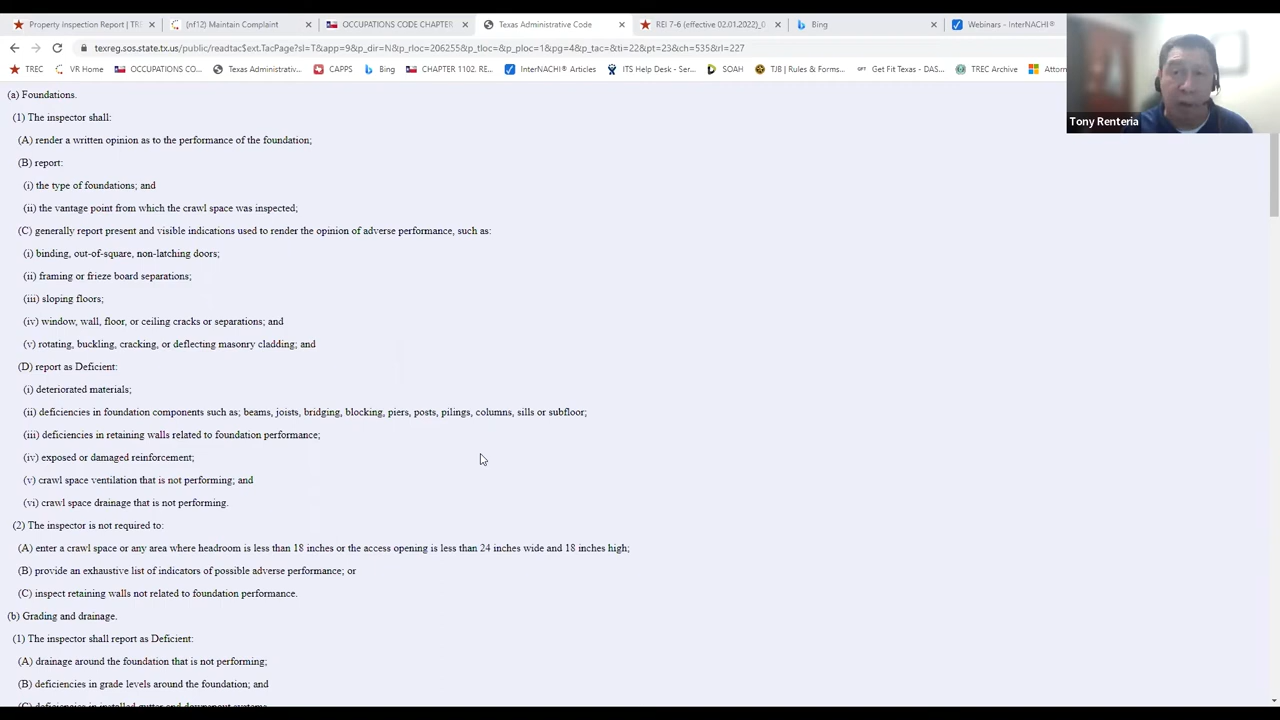 Property Inspection Report | TREC
(nf12) Maintain Complaint
OCCUPATIONS CODE CHAPTER
Texas Administrative Code
REI 7-6 (effective 02.01.2022)_0
Bing
Webinars - InterNACHI®
texreg.sos.state.tx.us/public/readtac$ext.TacPage?sl=T&app=9&p_dir=N&p_rloc=206255&p_tloc=&p_ploc=1&pg=4&p_tac=&ti=22&pt=23&ch=535&rl=227
TREC
VR Home
OCCUPATIONS CO...
Texas Administrativ...
CAPPS
Bing
CHAPTER 1102. RE...
InterNACHI® Articles
ITS Help Desk - Ser...
SOAH
TJB | Rules & Forms...
Get Fit Texas - DAS...
TREC Archive
Attorn
Tony Renteria
(a) Foundations.
(1) The inspector shall:
(A) render a written opinion as to the performance of the foundation;
(B) report:
(i) the type of foundations; and
(ii) the vantage point from which the crawl space was inspected;
(C) generally report present and visible indications used to render the opinion of adverse performance, such as:
(i) binding, out-of-square, non-latching doors;
(ii) framing or frieze board separations;
(iii) sloping floors;
(iv) window, wall, floor, or ceiling cracks or separations; and
(v) rotating, buckling, cracking, or deflecting masonry cladding; and
(D) report as Deficient:
(i) deteriorated materials;
(ii) deficiencies in foundation components such as; beams, joists, bridging, blocking, piers, posts, pilings, columns, sills or subfloor;
(iii) deficiencies in retaining walls related to foundation performance;
(iv) exposed or damaged reinforcement;
(v) crawl space ventilation that is not performing; and
(vi) crawl space drainage that is not performing.
(2) The inspector is not required to:
(A) enter a crawl space or any area where headroom is less than 18 inches or the access opening is less than 24 inches wide and 18 inches high;
(B) provide an exhaustive list of indicators of possible adverse performance; or
(C) inspect retaining walls not related to foundation performance.
(b) Grading and drainage.
(1) The inspector shall report as Deficient:
(A) drainage around the foundation that is not performing;
(B) deficiencies in grade levels around the foundation; and
(C) deficiencies in installed gutter and downspout systems.